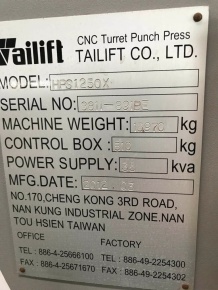 Tailift
CNC Turret Punch Press
TAILIFT CO., LTD.
MODEL: HPS1250X
SERIAL NO:
MACHINE WEIGHT: kg
CONTROL BOX: kg
POWER SUPPLY: kva
MFG.DATE:
NO.170,CHENG KONG 3RD ROAD,
NAN KUNG INDUSTRIAL ZONE.NAN
TOU HSIEN TAIWAN
OFFICE FACTORY
TEL : 886-4-25666100 TEL : 886-49-2254300
FAX : 886-4-25671670 FAX : 886-49-2254302